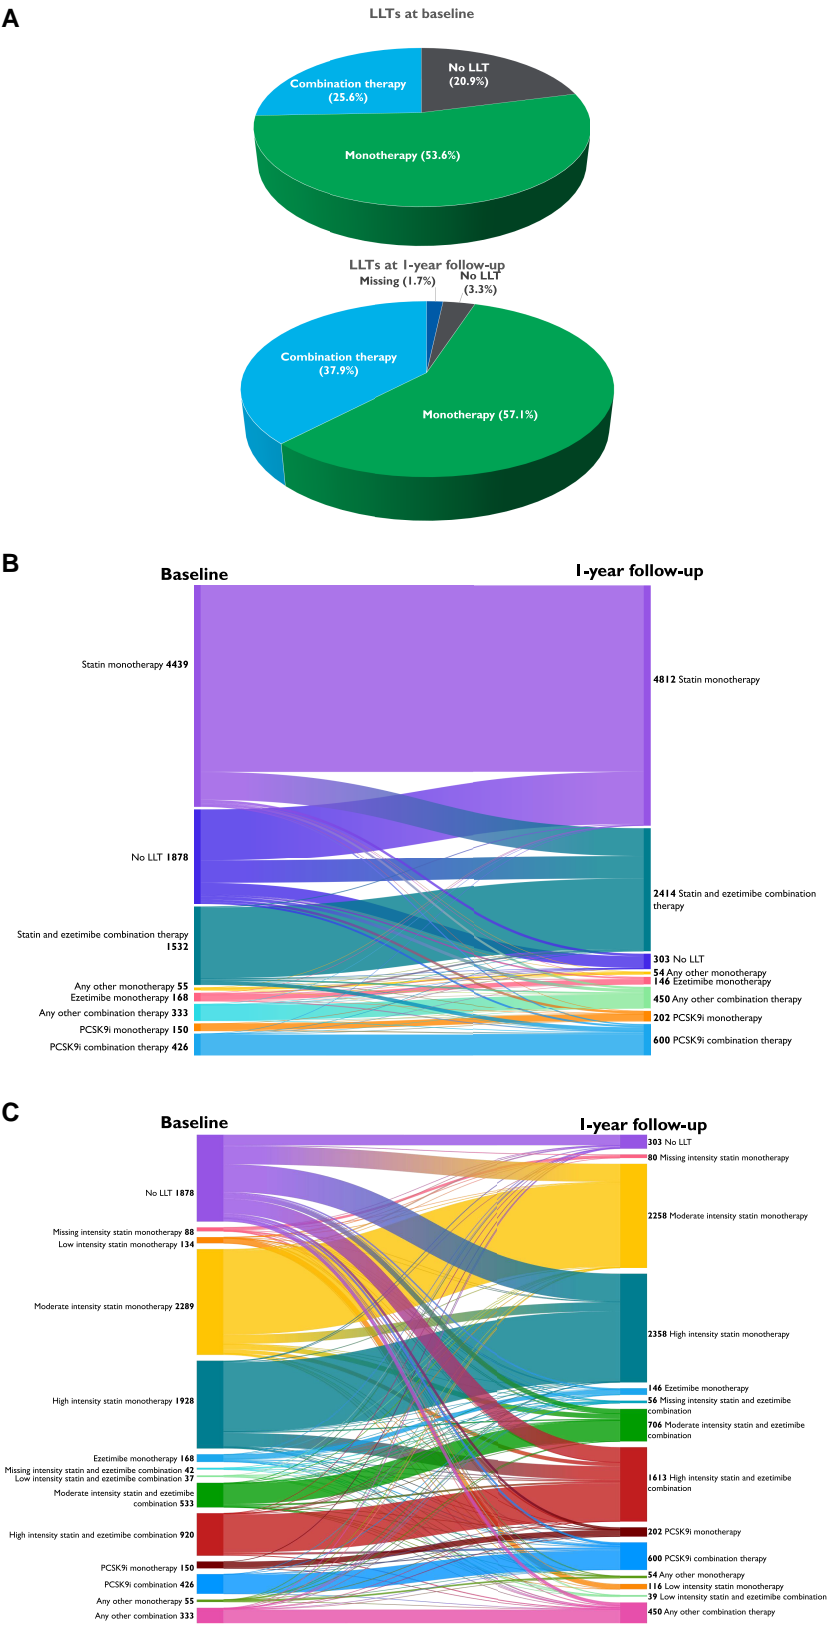 A
LLTs at baseline
No LLT
(20.9%)
Combination therapy
(25.6%)
Monotherapy (53.6%)
LLTs at 1-year follow-up
Missing (1.7%)
No LLT
(3.3%)
Combination therapy
(37.9%)
Monotherapy (57.1%)
B
Baseline
1-year follow-up
Statin monotherapy 4439
No LLT 1878
Statin and ezetimibe combination therapy
1532
Any other monotherapy 55
Ezetimibe monotherapy 168
Any other combination therapy 333
PCSK9i monotherapy 150
PCSK9i combination therapy 426
4812 Statin monotherapy
2414 Statin and ezetimibe combination
therapy
303 No LLT
54 Any other monotherapy
146 Ezetimibe monotherapy
450 Any other combination therapy
202 PCSK9i monotherapy
600 PCSK9i combination therapy
C
Baseline
1-year follow-up
No LLT 1878
Missing intensity statin monotherapy 88
Low intensity statin monotherapy 134
Moderate intensity statin monotherapy 2289
High intensity statin monotherapy 1928
Ezetimibe monotherapy 168
Missing intensity statin and ezetimibe combination 42
Low intensity statin and ezetimibe combination 37
Moderate intensity statin and ezetimibe
combination 533
High intensity statin and ezetimibe combination 920
PCSK9i monotherapy 150
PCSK9i combination 426
Any other monotherapy 55
Any other combination 333
303 No LLT
80 Missing intensity statin monotherapy
2258 Moderate intensity statin monotherapy
2358 High intensity statin monotherapy
146 Ezetimibe monotherapy
56 Missing intensity statin and ezetimibe
combination
706 Moderate intensity statin and ezetimibe
combination
1613 High intensity statin and ezetimibe
combination
202 PCSK9i monotherapy
600 PCSK9i combination therapy
54 Any other monotherapy
116 Low intensity statin monotherapy
39 Low intensity statin and ezetimibe combination
450 Any other combination therapy